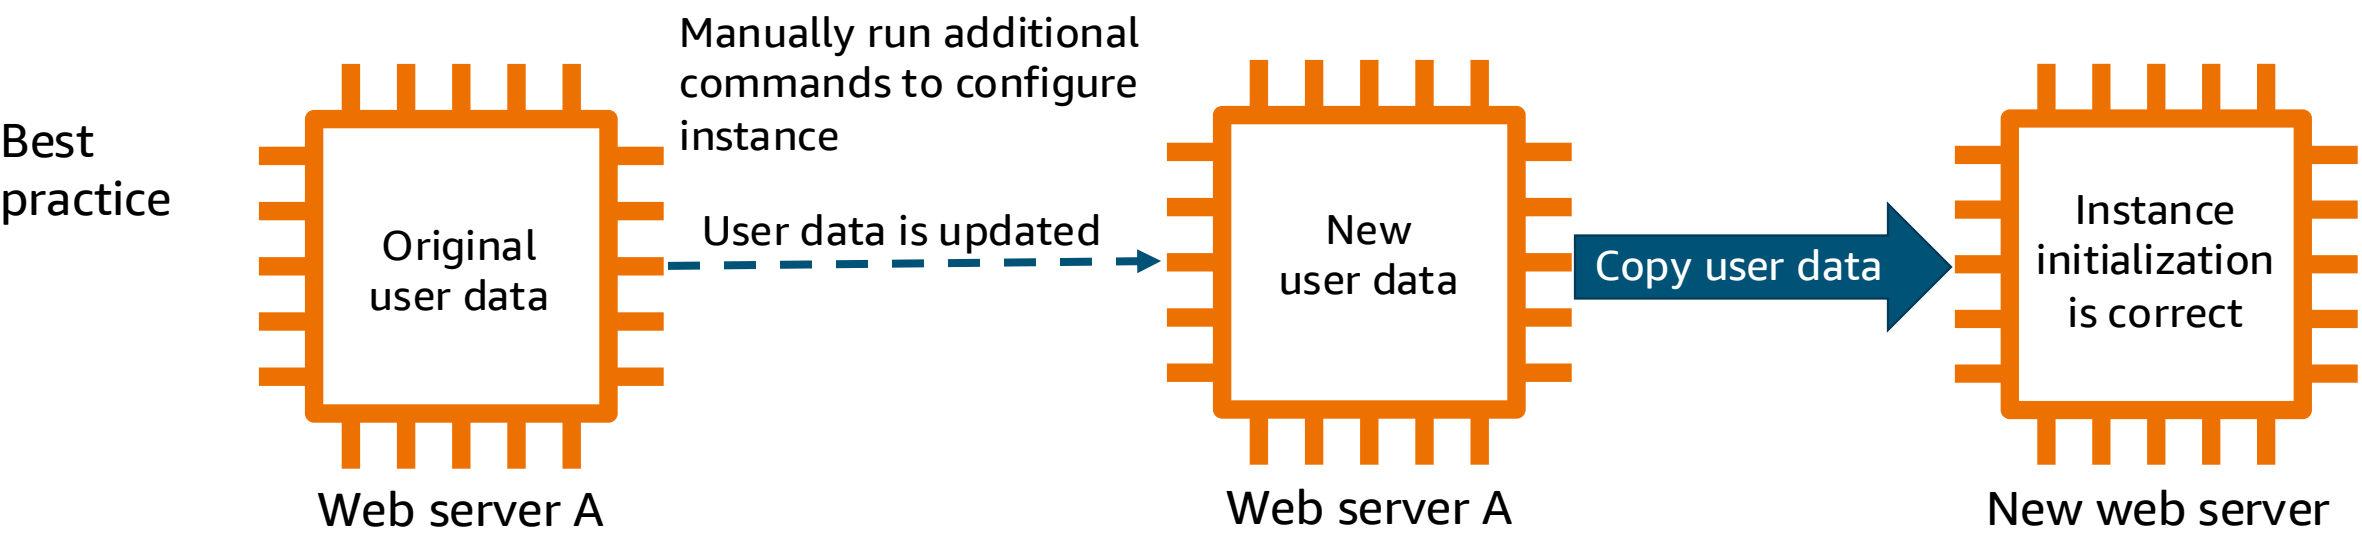 Best
practice
Original
user data
Web server A
Manually run additional
commands to configure
instance
User data is updated
New
user data
Web server A
Copy user data
Instance
initialization
is correct
New web server